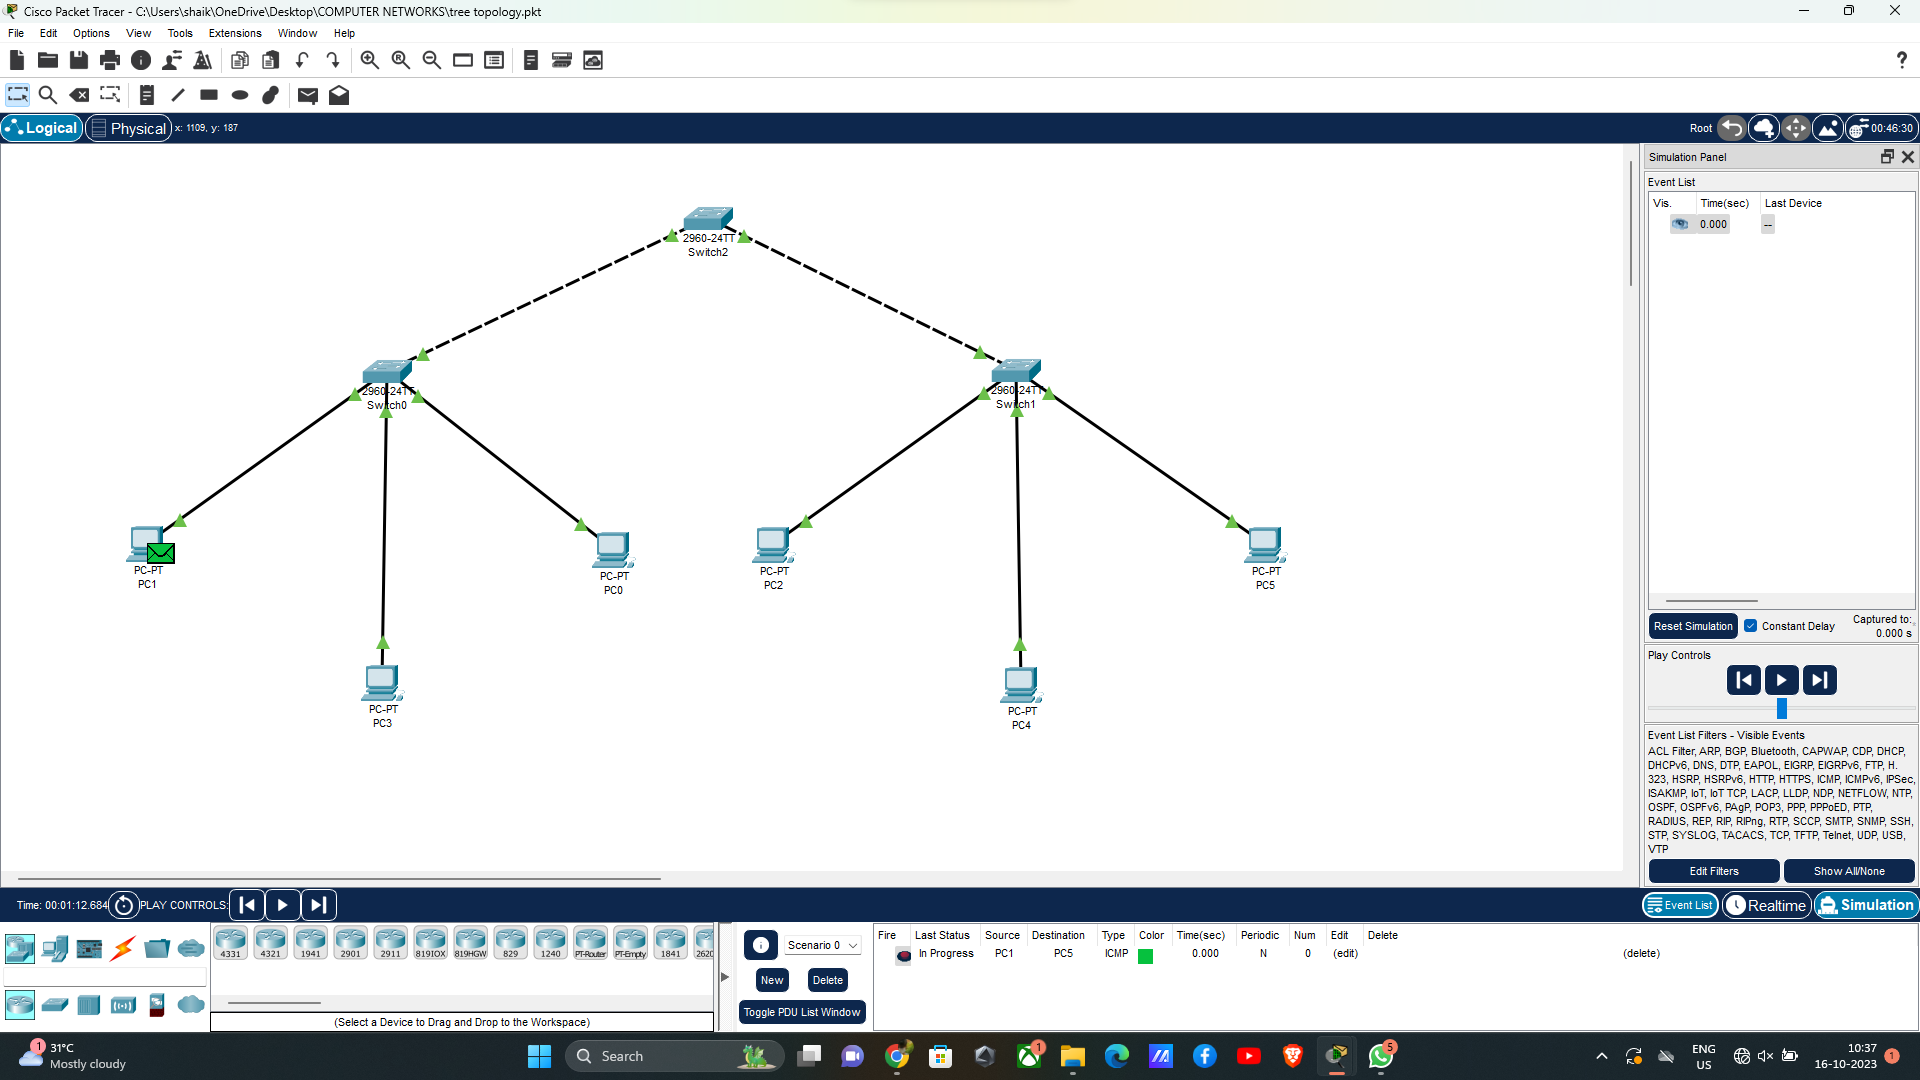 Cisco Packet Tracer - C:\Users\shaik\OneDrive\Desktop\COMPUTER NETWORKS\tree topology.pkt
File Edit Options View Tools Extensions Window Help
Logical Physical x: 1109, y: 187
Root 00:46:30
Simulation Panel
Event List
Vis. Time(sec) Last Device
0.000 --
2960-24TT
Switch2
2960-24TT
Switch0
2960-24TT
Switch1
PC-PT
PC1
PC-PT
PC0
PC-PT
PC2
PC-PT
PC5
PC-PT
PC3
PC-PT
PC4
Reset Simulation Constant Delay Captured to:
0.000 s
Play Controls
Event List Filters - Visible Events
ACL Filter, ARP, BGP, Bluetooth, CAPWAP, CDP, DHCP,
DHCPv6, DNS, DTP, EAPOL, EIGRP, EIGRPv6, FTP, H.
323, HSRP, HSRPv6, HTTP, HTTPS, ICMP, ICMPv6, IPSec,
ISAKMP, IoT, IoT TCP, LACP, LLDP, NDP, NETFLOW, NTP,
OSPF, OSPFv6, PAgP, POP3, PPP, PPPoED, PTP,
RADIUS, REP, RIP, RIPng, RTP, SCCP, SMTP, SNMP, SSH,
STP, SYSLOG, TACACS, TCP, TFTP, Telnet, UDP, USB,
VTP
Edit Filters Show All/None
Time: 00:01:12.684 PLAY CONTROLS:
Event List Realtime Simulation
4331 4321 1941 2901 2911 819IOX 819HGW 829 1240 PT-Router PT-Empty 1841 2620
(Select a Device to Drag and Drop to the Workspace)
Scenario 0
New Delete
Toggle PDU List Window
Fire Last Status Source Destination Type Color Time(sec) Periodic Num Edit Delete
In Progress PC1 PC5 ICMP 0.000 N 0 (edit) (delete)
1 31°C
Mostly cloudy
Search
1
5
ENG
US
10:37
16-10-2023
1